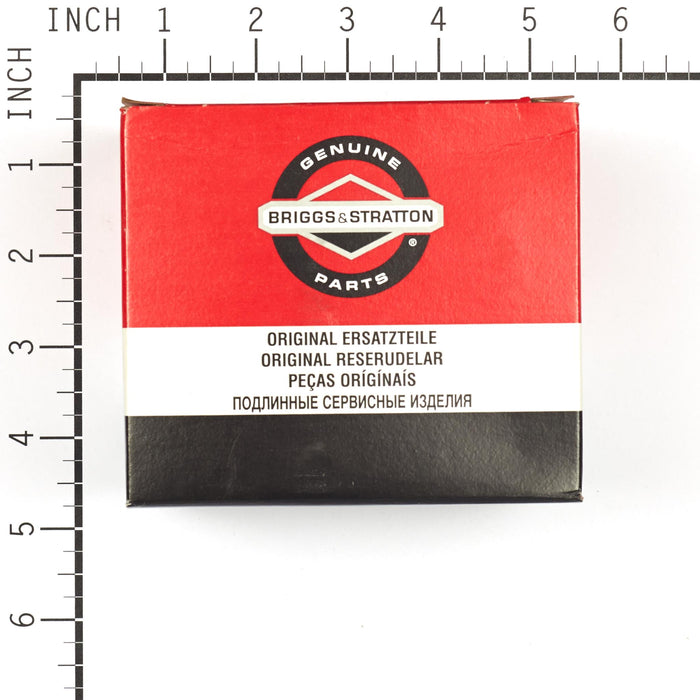 INCH 1 2 3 4 5 6
INCH 1 2 3 4 5 6
GENUINE
BRIGGS & STRATTON
®
PARTS
ORIGINAL ERSATZTEILE
ORIGINAL RESERUDELAR
PEÇAS ORÍGÍNAÍS
ПОДЛИННЫЕ СЕРВИСНЫЕ ИЗДЕЛИЯ